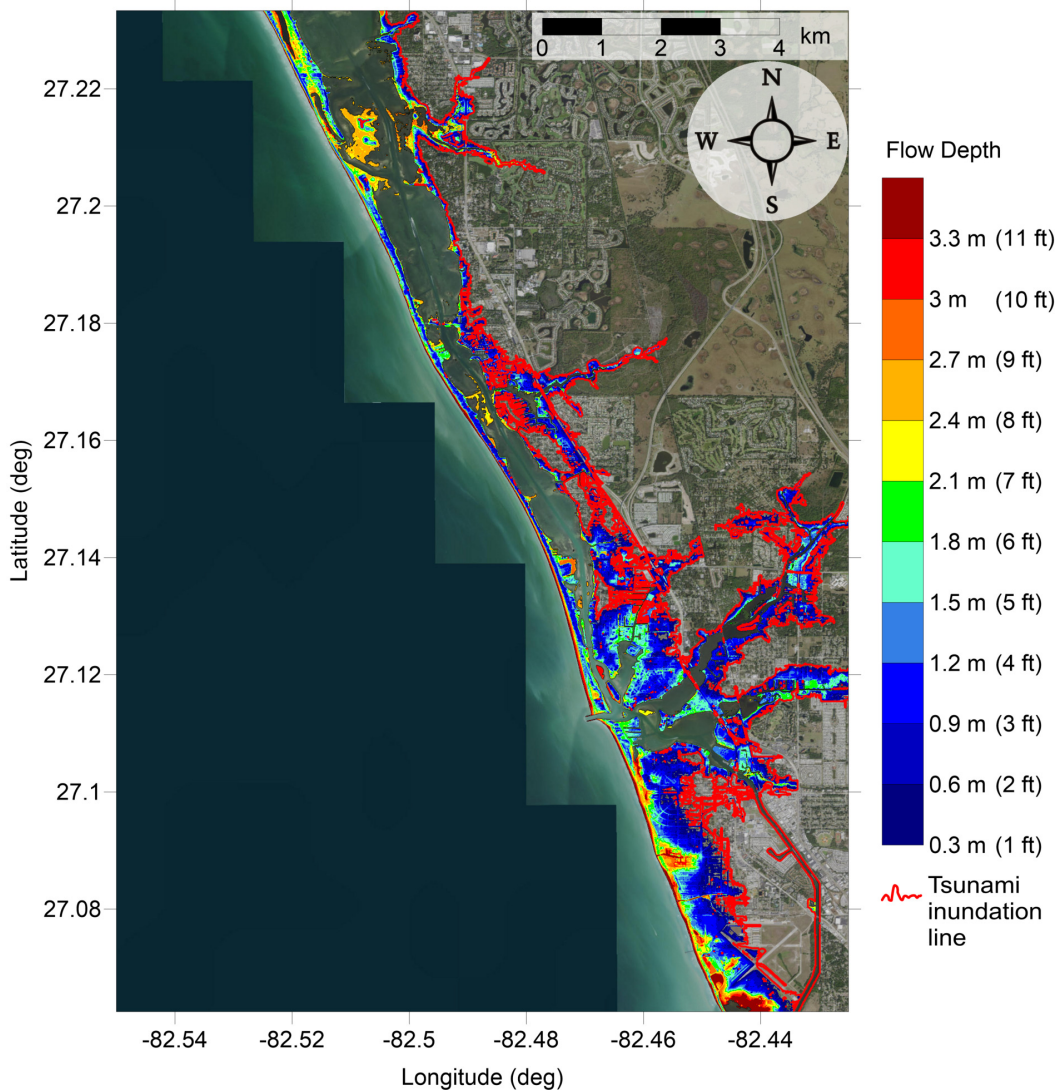 0 1 2 3 4 km
N
W E
S
27.22
27.2
27.18
27.16
27.14
27.12
27.1
27.08
Latitude (deg)
-82.54 -82.52 -82.5 -82.48 -82.46 -82.44
Longitude (deg)
Flow Depth
3.3 m (11 ft)
3 m (10 ft)
2.7 m (9 ft)
2.4 m (8 ft)
2.1 m (7 ft)
1.8 m (6 ft)
1.5 m (5 ft)
1.2 m (4 ft)
0.9 m (3 ft)
0.6 m (2 ft)
0.3 m (1 ft)
Tsunami
inundation
line